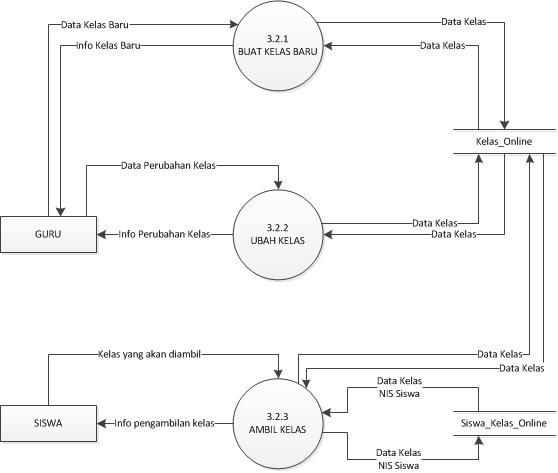 Data Kelas Baru
Data Kelas
3.2.1
BUAT KELAS BARU
Info Kelas Baru
Data Kelas
Kelas_Online
Data Perubahan Kelas
3.2.2
UBAH KELAS
GURU
Info Perubahan Kelas
Data Kelas
Data Kelas
Kelas yang akan diambil
Data Kelas
Data Kelas
Data Kelas
NIS Siswa
3.2.3
AMBIL KELAS
SISWA
Info pengambilan kelas
Siswa_Kelas_Online
Data Kelas
NIS Siswa